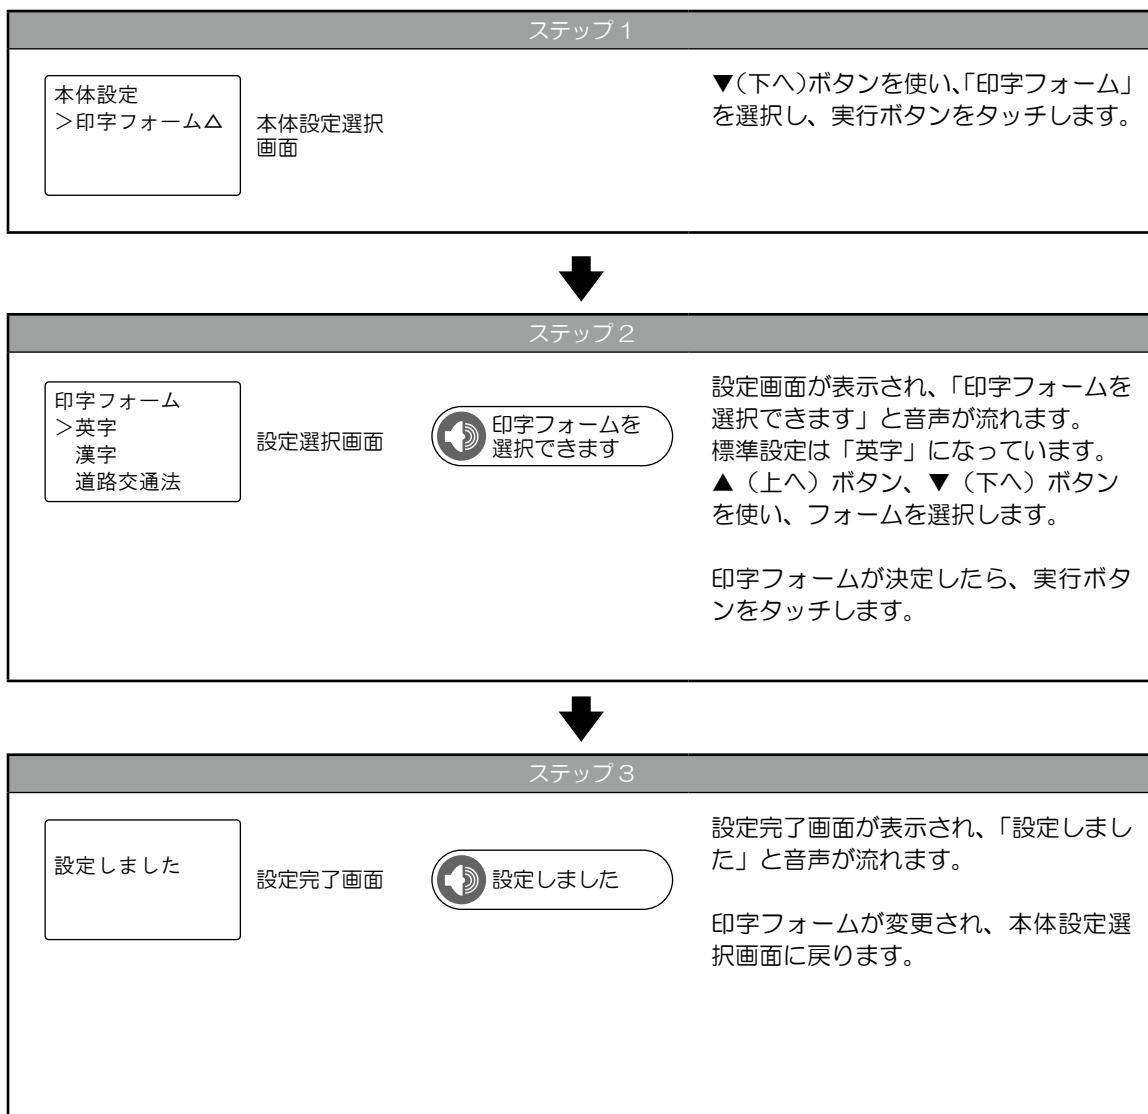 ステップ1
本体設定
＞印字フォーム△
本体設定選択
画面
▼(下へ)ボタンを使い、「印字フォーム」
を選択し、実行ボタンをタッチします。
ステップ2
印字フォーム
＞英字
漢字
道路交通法
設定選択画面
印字フォームを
選択できます
設定画面が表示され、「印字フォームを
選択できます」と音声が流れます。
標準設定は「英字」になっています。
▲（上へ）ボタン、▼（下へ）ボタン
を使い、フォームを選択します。
印字フォームが決定したら、実行ボタ
ンをタッチします。
ステップ3
設定しました
設定完了画面
設定しました
設定完了画面が表示され、「設定しまし
た」と音声が流れます。
印字フォームが変更され、本体設定選
択画面に戻ります。